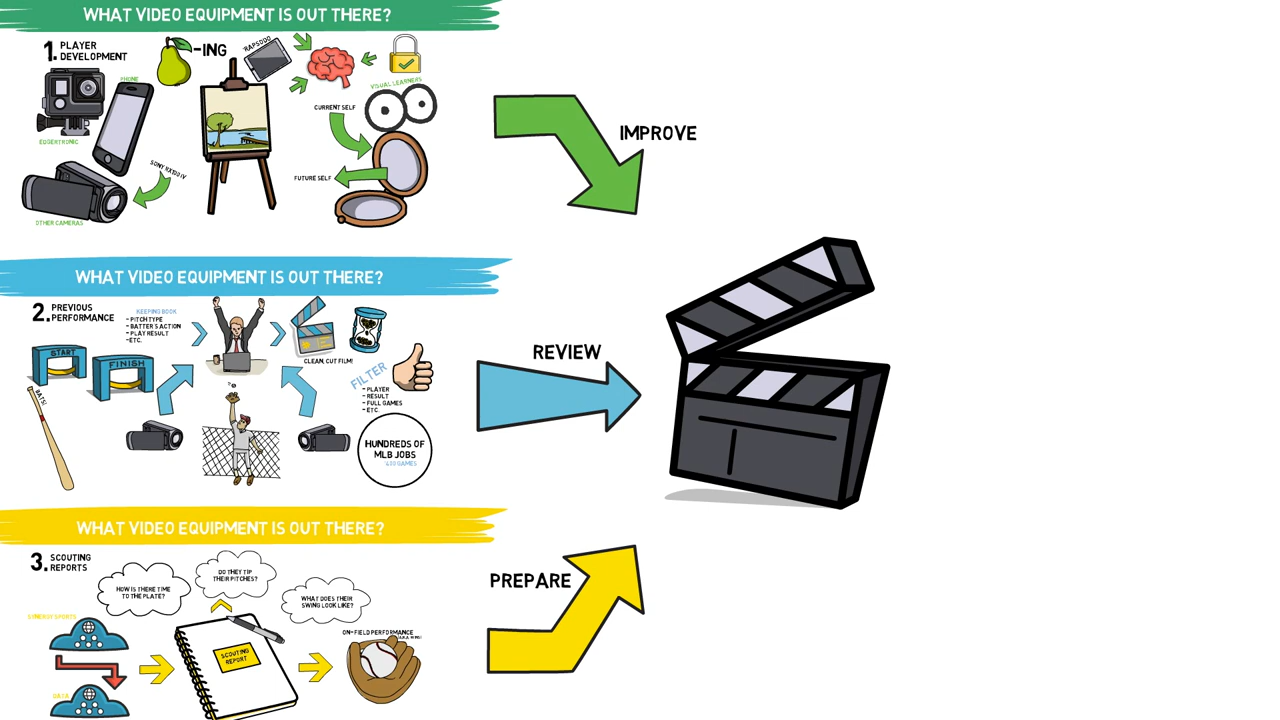 WHAT VIDEO EQUIPMENT IS OUT THERE?
1. PLAYER
DEVELOPMENT
-ING
RAPSODO
PHONE
VISUAL LEARNERS
CURRENT SELF
EDGERTRONIC
FUTURE SELF
OTHER CAMERAS
IMPROVE
WHAT VIDEO EQUIPMENT IS OUT THERE?
2. PREVIOUS
PERFORMANCE
KEEPING BOOK
- PITCH TYPE
- BATTER'S ACTION
- PLAY RESULT
- ETC.
START
FINISH
CLEAN, CUT FILM!
BATS!
FILTER
- PLAYER
- RESULT
- FULL GAMES
- ETC.
HUNDREDS OF
MLB JOBS
REVIEW
WHAT VIDEO EQUIPMENT IS OUT THERE?
3. SCOUTING
REPORTS
HOW IS THERE TIME
TO THE PLATE?
DO THEY TIP
THEIR PITCHES?
WHAT DOES THEIR
SWING LOOK LIKE?
SYNERGY SPORTS
DATA
SCOUTING
REPORT
ON-FIELD PERFORMANCE
PREPARE